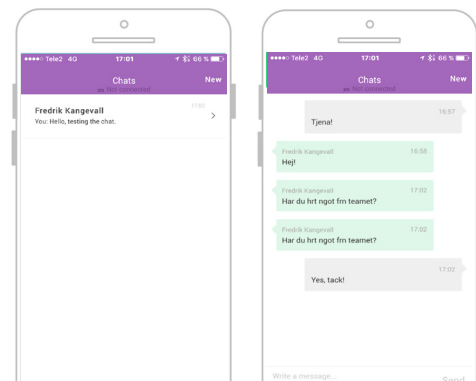 Tele2 4G 17:01 66 %
Chats New
Not connected
Fredrik Kangevall
You: Hello, testing the chat.
Tele2 4G 17:01 66 %
Chats New
Not connected
16:57
Tjena!
Fredrik Kangevall 16:58
Hej!
Fredrik Kangevall 17:02
Har du hrt ngot frn teamet?
Fredrik Kangevall 17:02
Har du hrt ngot frn teamet?
17:02
Yes, tack!
Write a message... Send